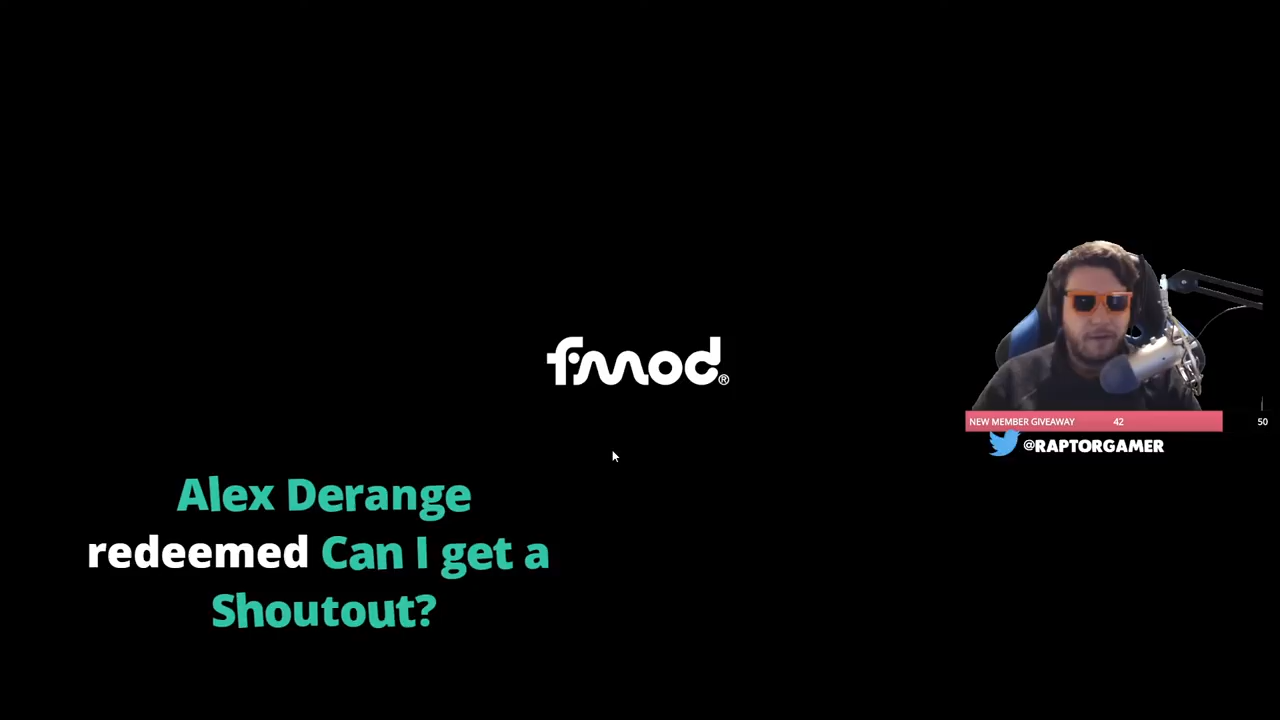 fmod®
NEW MEMBER GIVEAWAY 42 50
@RAPTORGAMER
Alex Derange
redeemed Can I get a
Shoutout?